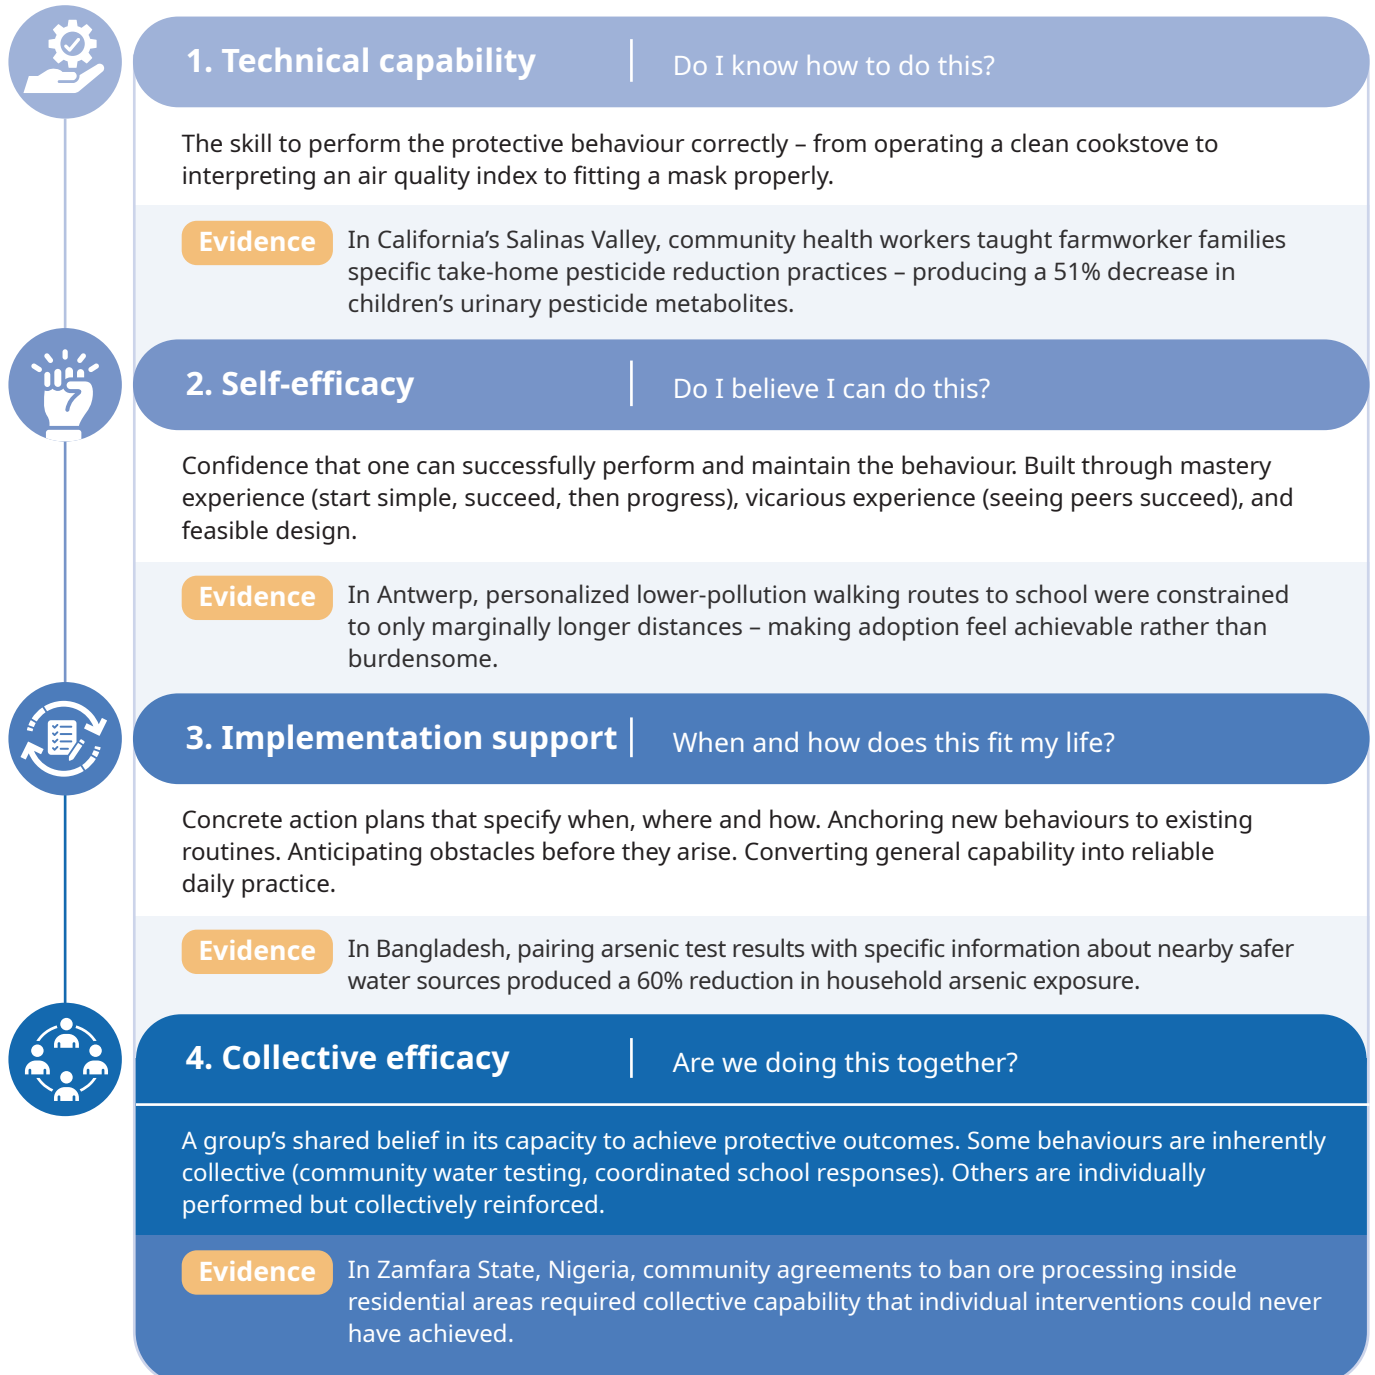 1. Technical capability
Do I know how to do this?
The skill to perform the protective behaviour correctly – from operating a clean cookstove to
interpreting an air quality index to fitting a mask properly.
Evidence
In California’s Salinas Valley, community health workers taught farmworker families
specific take-home pesticide reduction practices – producing a 51% decrease in
children’s urinary pesticide metabolites.
2. Self-efficacy
Do I believe I can do this?
Confidence that one can successfully perform and maintain the behaviour. Built through mastery
experience (start simple, succeed, then progress), vicarious experience (seeing peers succeed), and
feasible design.
Evidence
In Antwerp, personalized lower-pollution walking routes to school were constrained
to only marginally longer distances – making adoption feel achievable rather than
burdensome.
3. Implementation support
When and how does this fit my life?
Concrete action plans that specify when, where and how. Anchoring new behaviours to existing
routines. Anticipating obstacles before they arise. Converting general capability into reliable
daily practice.
Evidence
In Bangladesh, pairing arsenic test results with specific information about nearby safer
water sources produced a 60% reduction in household arsenic exposure.
4. Collective efficacy
Are we doing this together?
A group’s shared belief in its capacity to achieve protective outcomes. Some behaviours are inherently
collective (community water testing, coordinated school responses). Others are individually
performed but collectively reinforced.
Evidence
In Zamfara State, Nigeria, community agreements to ban ore processing inside
residential areas required collective capability that individual interventions could never
have achieved.